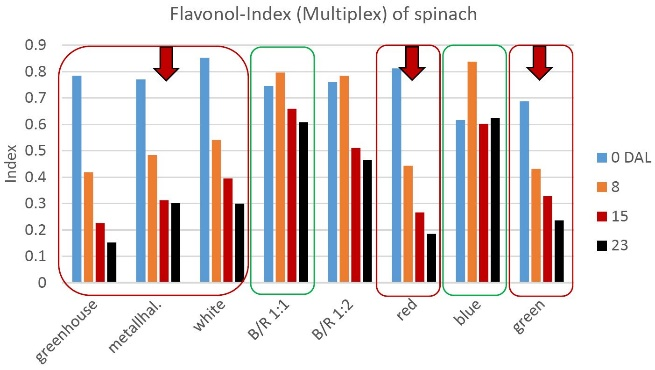 Flavonol-Index (Multiplex) of spinach
0.9
0.8
0.7
0.6
0.5
0.4
0.3
0.2
0.1
0
Index
greenhouse
metallhal.
white
B/R 1:1
B/R 1:2
red
blue
green
0 DAL
8
15
23